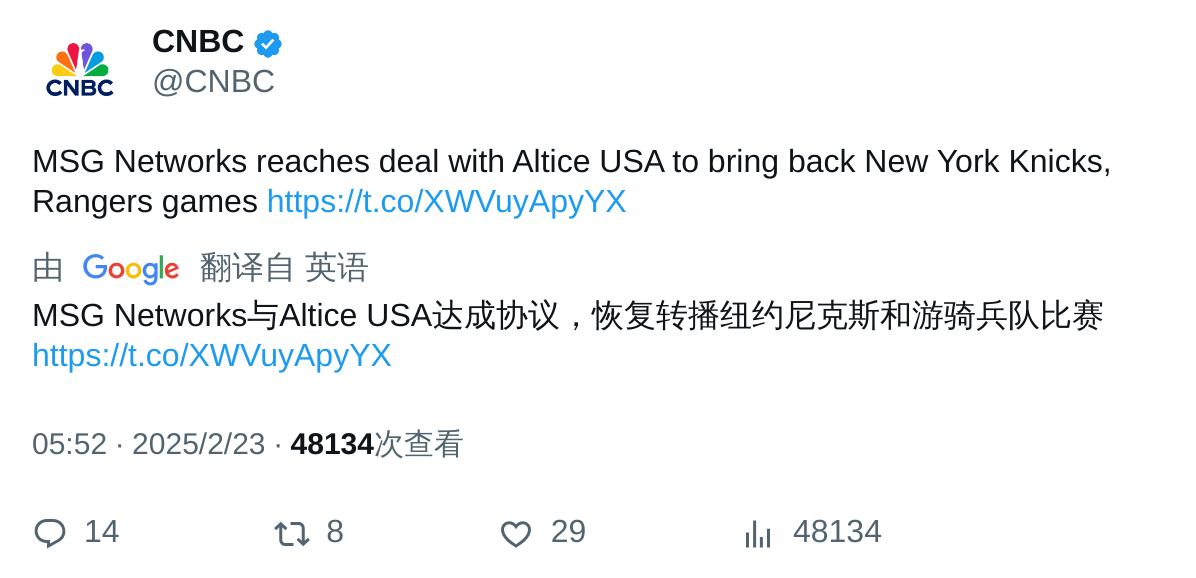 CNBC
CNBC
@CNBC
MSG Networks reaches deal with Altice USA to bring back New York Knicks,
Rangers games https://t.co/XWVuyApyYX
由 Google 翻译自 英语
MSG Networks与Altice USA达成协议，恢复转播纽约尼克斯和游骑兵队比赛
https://t.co/XWVuyApyYX
05:52 · 2025/2/23 · 48134次查看
14 8 29 48134